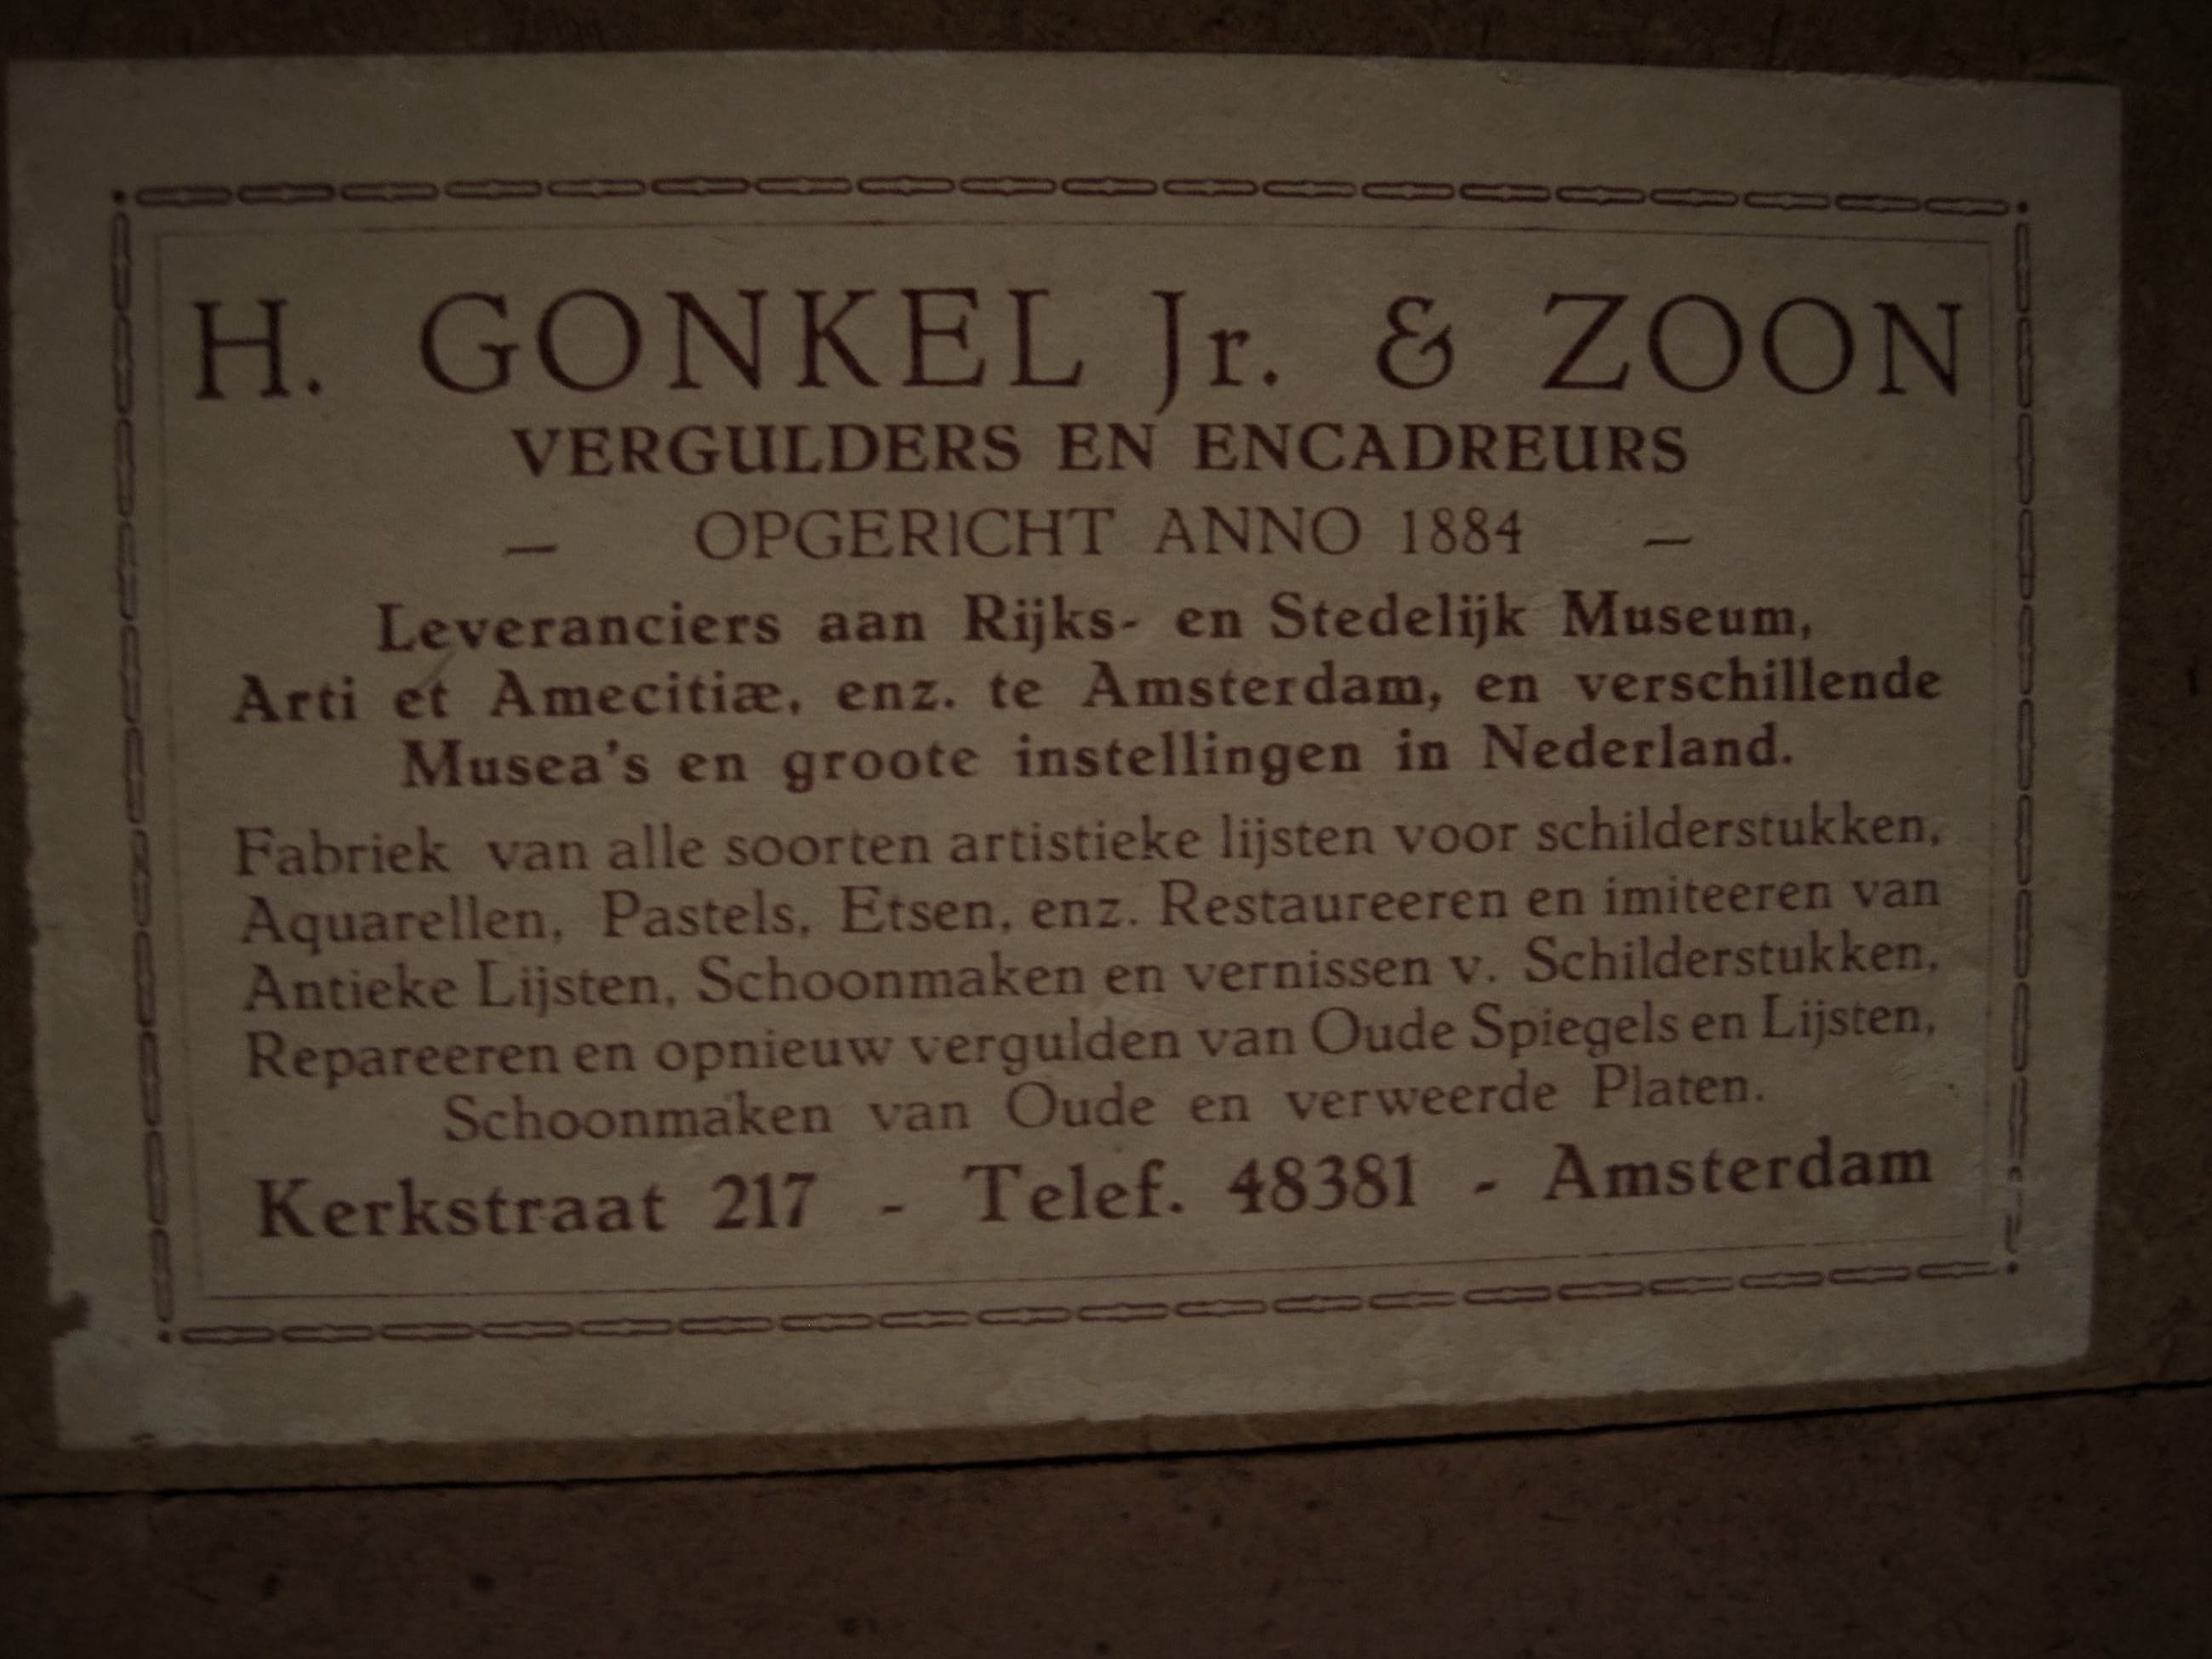 H. GONKEL Jr. & ZOON
VERGULDERS EN ENCADREURS
— OPGERICHT ANNO 1884 —
Leveranciers aan Rijks- en Stedelijk Museum,
Arti et Amecitiæ, enz. te Amsterdam, en verschillende
Musea's en groote instellingen in Nederland.
Fabriek van alle soorten artistieke lijsten voor schilderstukken,
Aquarellen, Pastels, Etsen, enz. Restaureeren en imiteeren van
Antieke Lijsten, Schoonmaken en vernissen v. Schilderstukken,
Repareeren en opnieuw vergulden van Oude Spiegels en Lijsten,
Schoonmaken van Oude en verweerde Platen.
Kerkstraat 217 - Telef. 48381 - Amsterdam